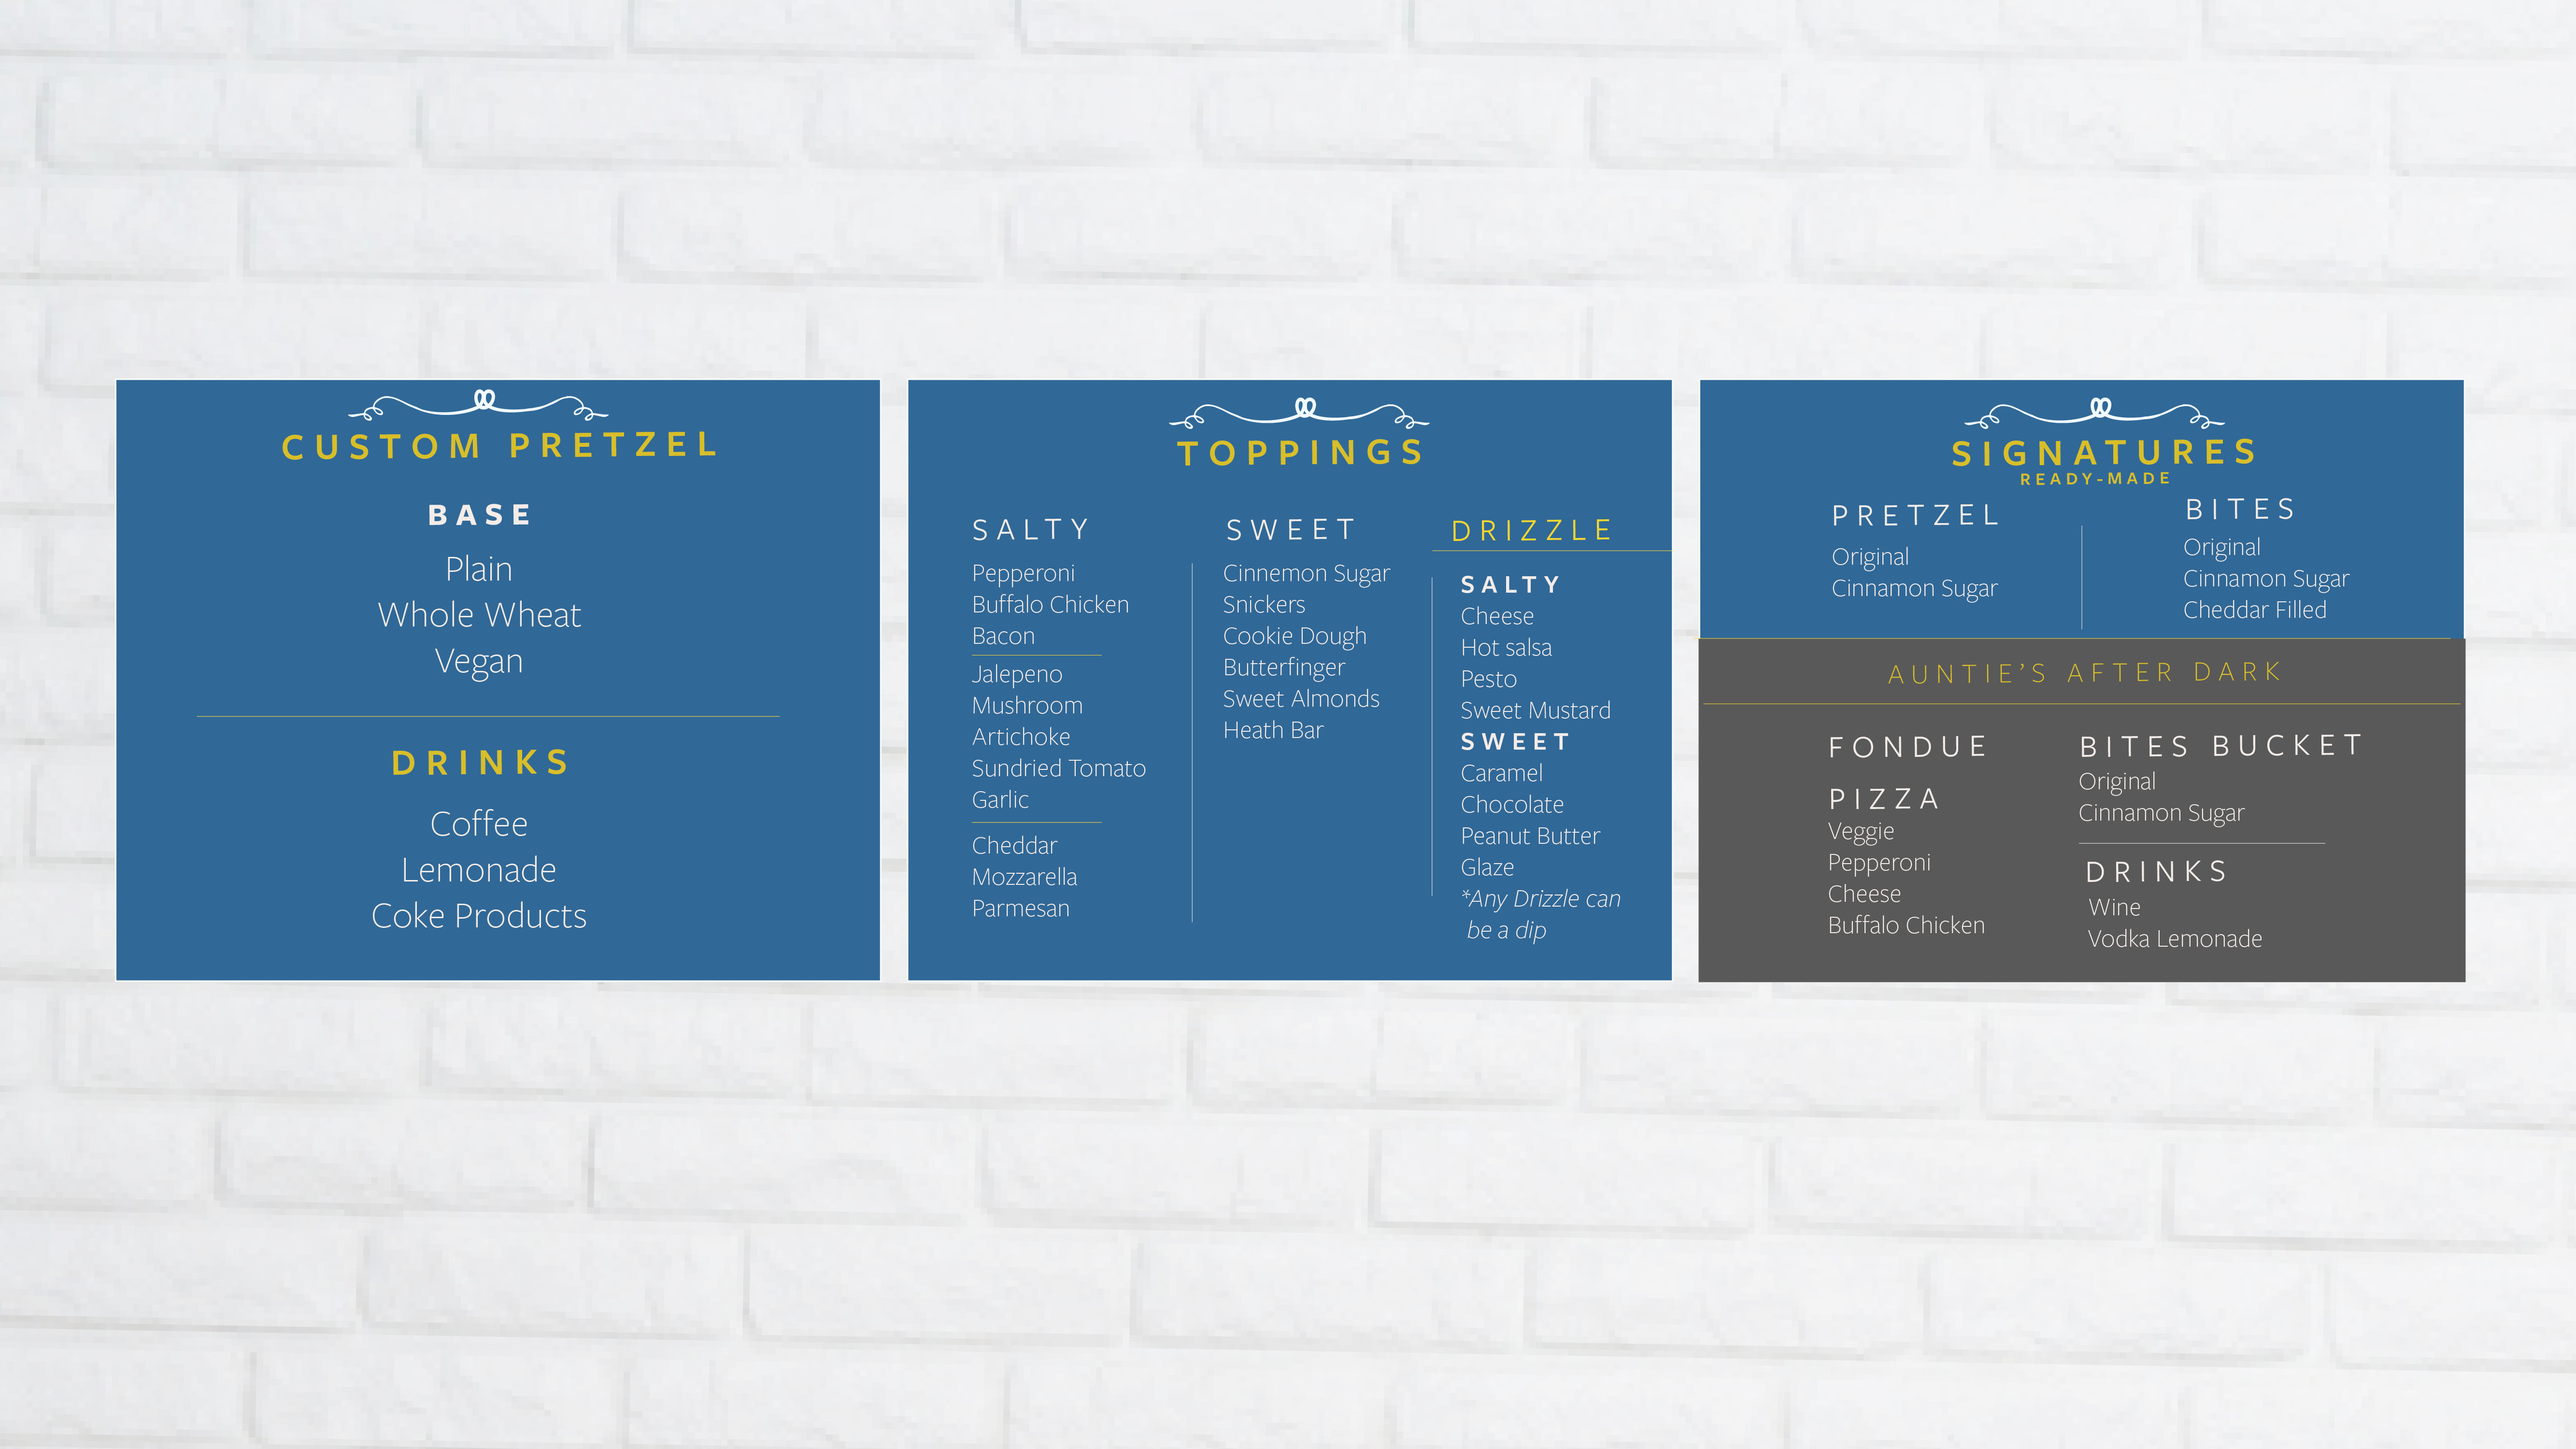 CUSTOM PRETZEL
BASE
Plain
Whole Wheat
Vegan
DRINKS
Coffee
Lemonade
Coke Products
TOPPINGS
SALTY
Pepperoni
Buffalo Chicken
Bacon
Jalepeno
Mushroom
Artichoke
Sundried Tomato
Garlic
Cheddar
Mozzarella
Parmesan
SWEET
Cinnemon Sugar
Snickers
Cookie Dough
Butterfinger
Sweet Almonds
Heath Bar
DRIZZLE
SALTY
Cheese
Hot salsa
Pesto
Sweet Mustard
SWEET
Caramel
Chocolate
Peanut Butter
Glaze
*Any Drizzle can
be a dip
SIGNATURES
READY-MADE
PRETZEL
Original
Cinnamon Sugar
BITES
Original
Cinnamon Sugar
Cheddar Filled
AUNTIE'S AFTER DARK
FONDUE
PIZZA
Veggie
Pepperoni
Cheese
Buffalo Chicken
BITES BUCKET
Original
Cinnamon Sugar
DRINKS
Wine
Vodka Lemonade